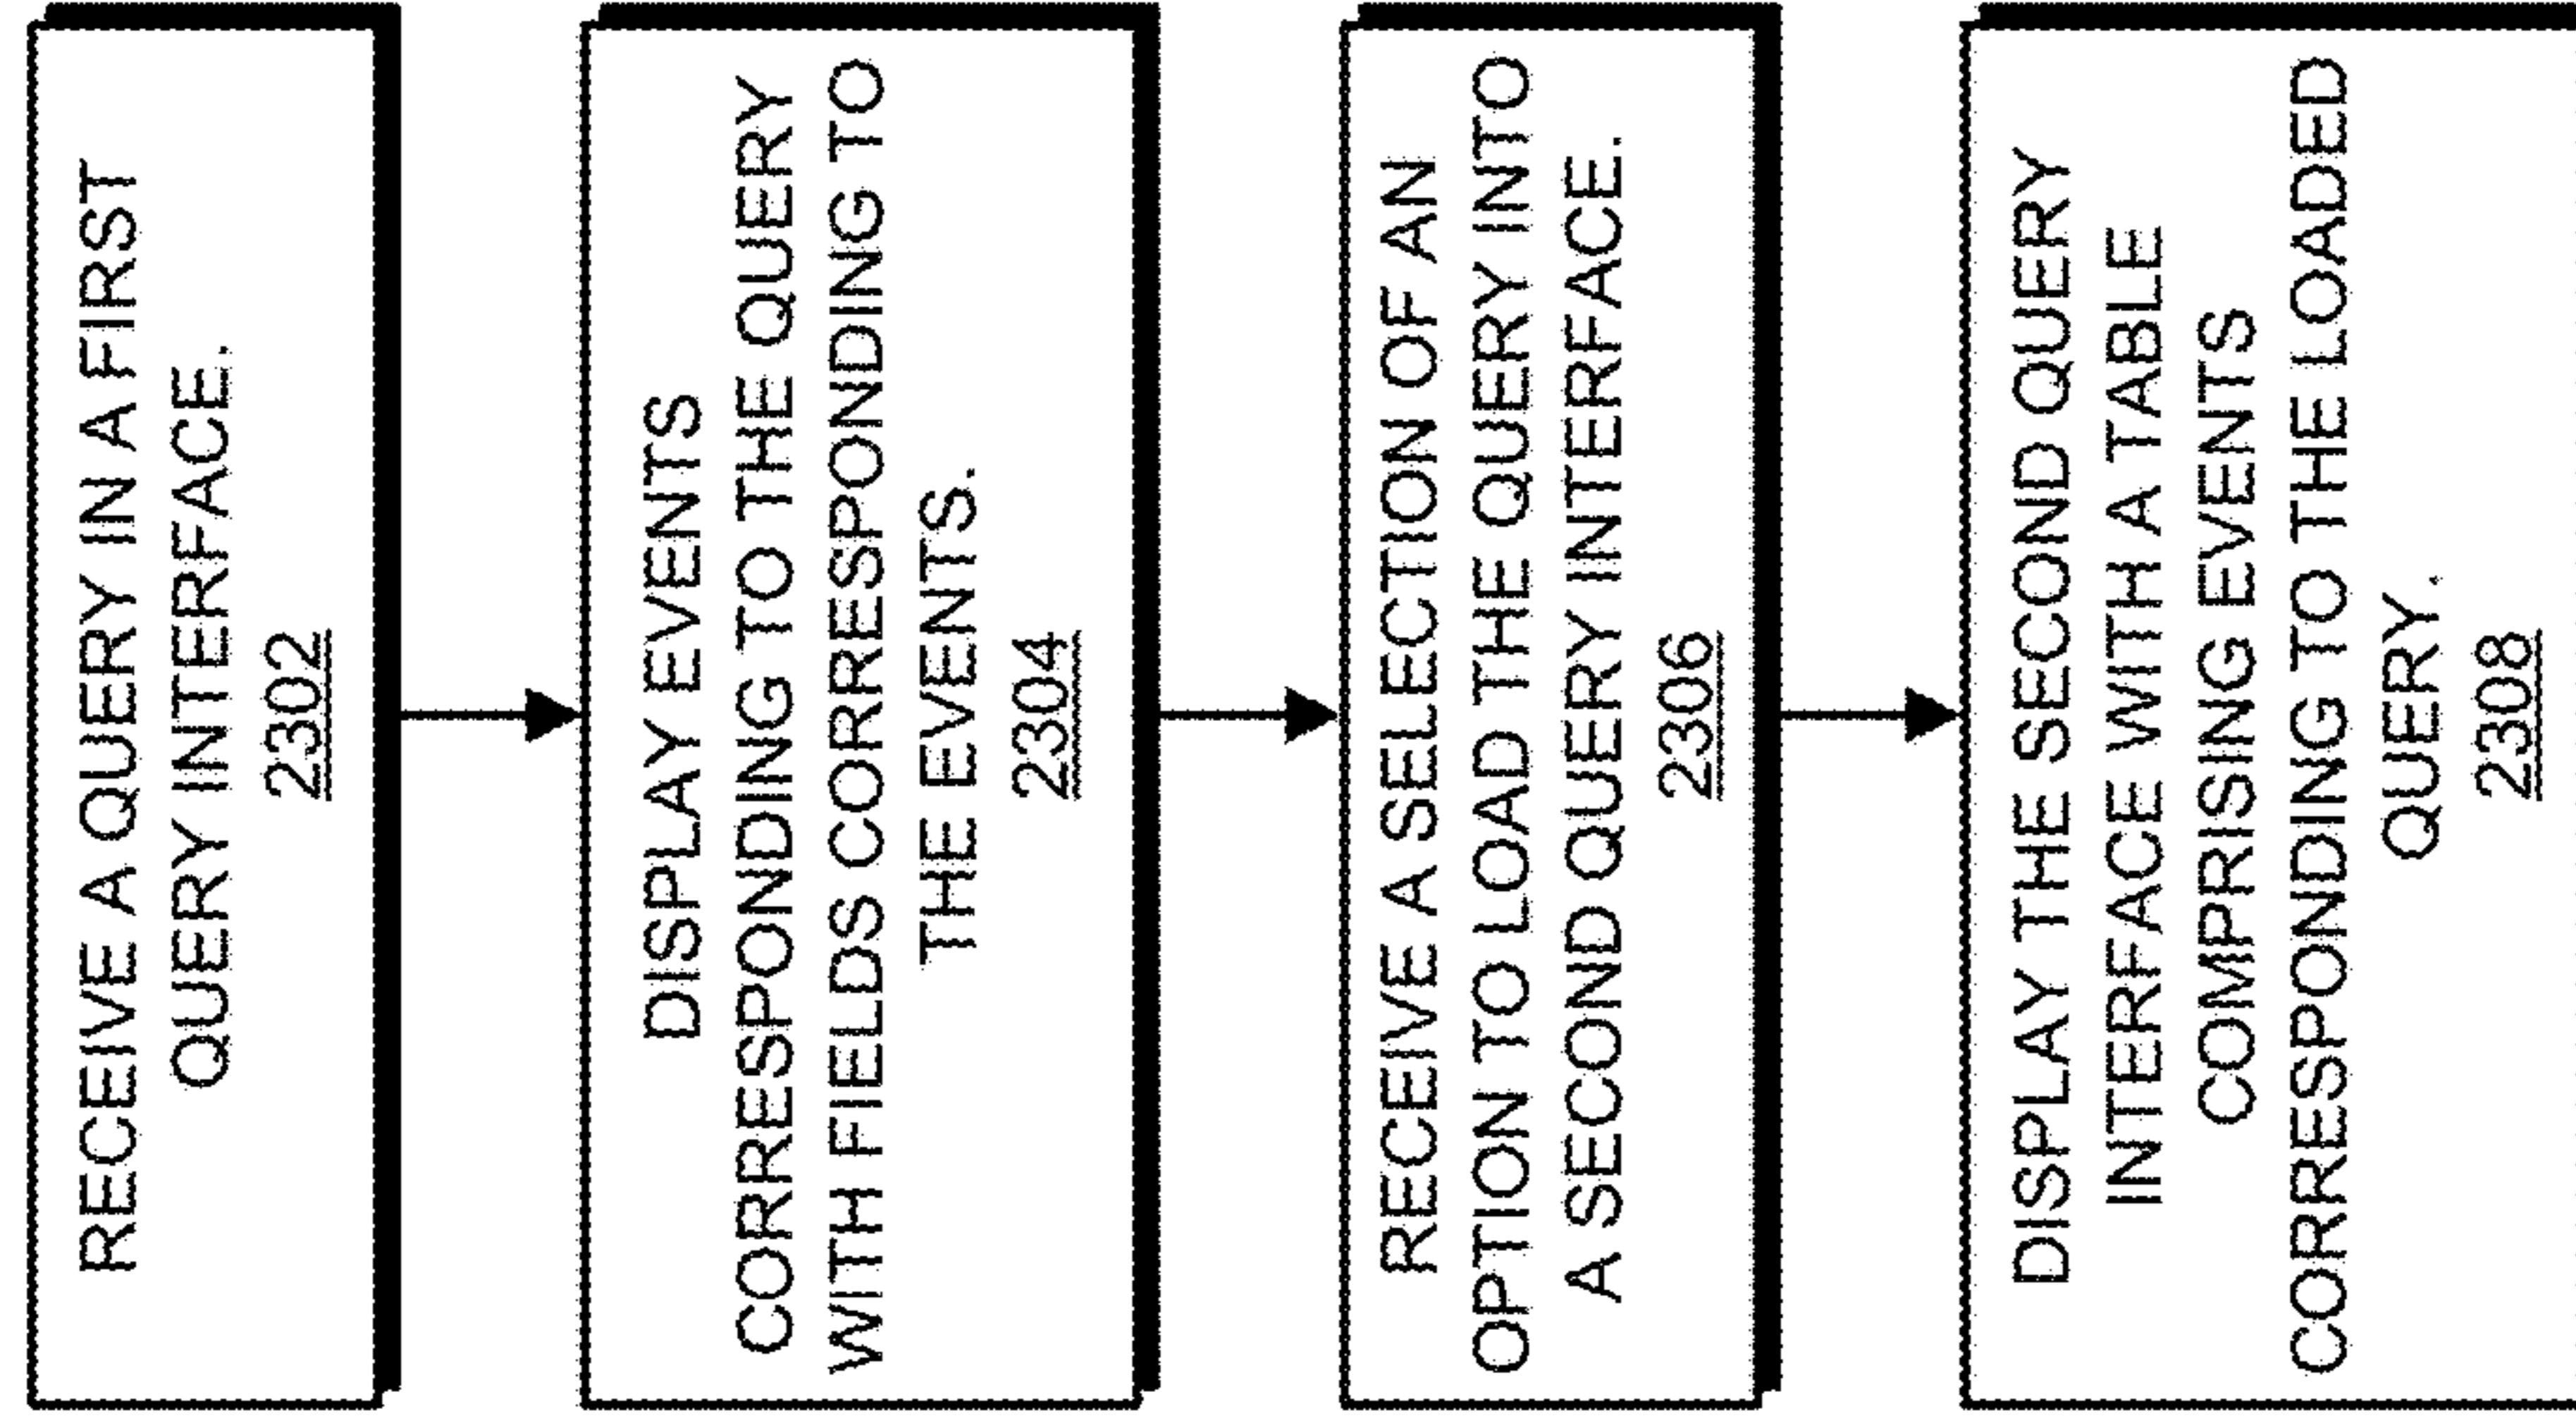 RECEIVE A QUERY IN A FIRST
QUERY INTERFACE.
2302
DISPLAY EVENTS
CORRESPONDING TO THE QUERY
WITH FIELDS CORRESPONDING TO
THE EVENTS.
2304
RECEIVE A SELECTION OF AN
OPTION TO LOAD THE QUERY INTO
A SECOND QUERY INTERFACE.
2306
DISPLAY THE SECOND QUERY
INTERFACE WITH A TABLE
COMPRISING EVENTS
CORRESPONDING TO THE LOADED
QUERY.
2308